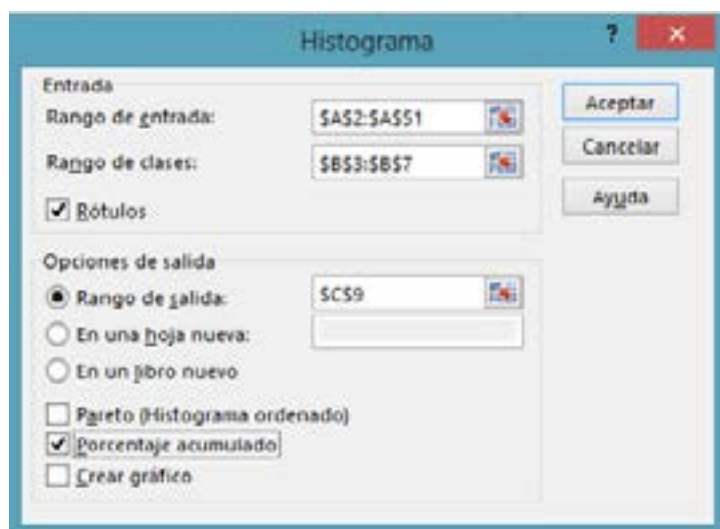 Histograma
?
Entrada
Rango de entrada: $A$2:$A$51
Rango de clases: $B$3:$B$7
Rótulos
Aceptar
Cancelar
Ayuda
Opciones de salida
Rango de salida: $C$9
En una hoja nueva:
En un libro nuevo
Pareto (Histograma ordenado)
Porcentaje acumulado
Crear gráfico